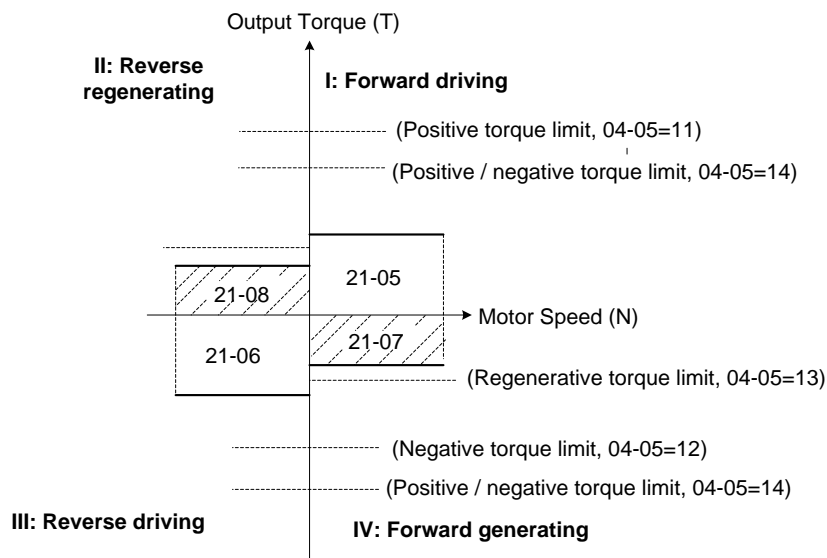 Output Torque (T)
II: Reverse
regenerating
I: Forward driving
(Positive torque limit, 04-05=11)
(Positive / negative torque limit, 04-05=14)
21-05
21-08
Motor Speed (N)
21-07
21-06
(Regenerative torque limit, 04-05=13)
(Negative torque limit, 04-05=12)
(Positive / negative torque limit, 04-05=14)
III: Reverse driving
IV: Forward generating